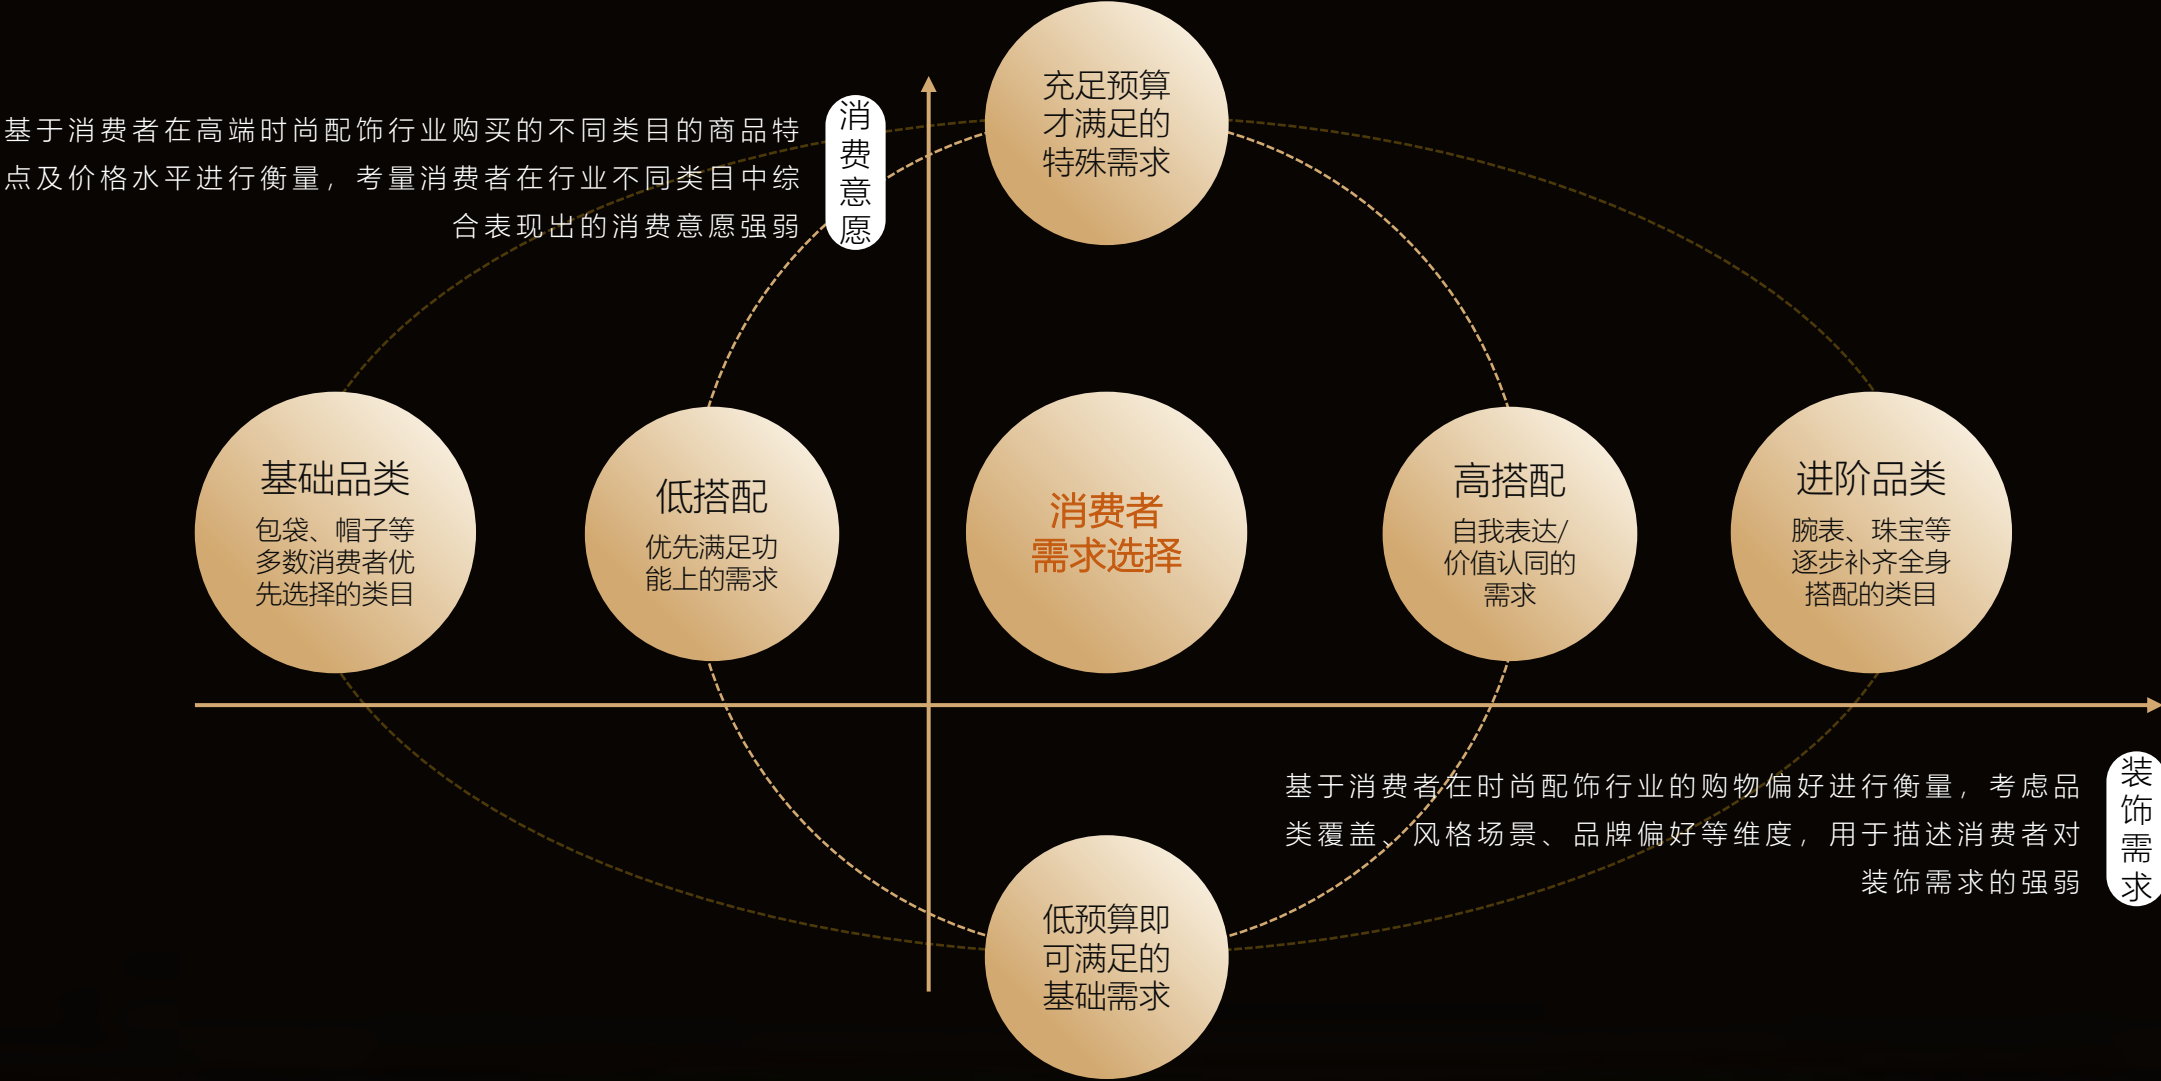 充足预算
才满足的
特殊需求
消费意愿
基于消费者在高端时尚配饰行业购买的不同类目的商品特
点及价格水平进行衡量，考量消费者在行业不同类目中综
合表现出的消费意愿强弱
基础品类
包袋、帽子等
多数消费者优
先选择的类目
低搭配
优先满足功
能上的需求
消费者
需求选择
高搭配
自我表达/
价值认同的
需求
进阶品类
腕表、珠宝等
逐步补齐全身
搭配的类目
基于消费者在时尚配饰行业的购物偏好进行衡量，考虑品
类覆盖、风格场景、品牌偏好等维度，用于描述消费者对
装饰需求的强弱
装饰需求
低预算即
可满足的
基础需求